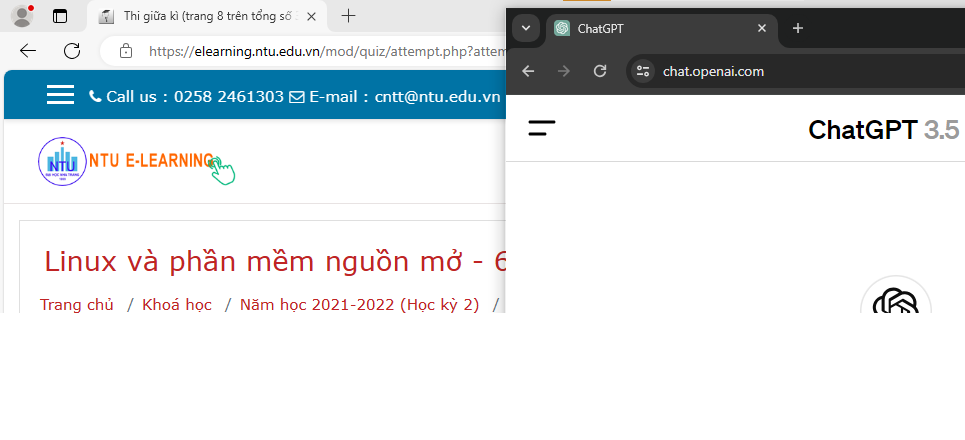 Thi giữa kì (trang 8 trên tổng số
https://elearning.ntu.edu.vn/mod/quiz/attempt.php?attem
Call us : 0258 2461303 E-mail : cntt@ntu.edu.vn
NTU
NTU E-LEARNING
Linux và phần mềm nguồn mở - 6
Trang chủ / Khoá học / Năm học 2021-2022 (Học kỳ 2) /
ChatGPT
chat.openai.com
ChatGPT 3.5